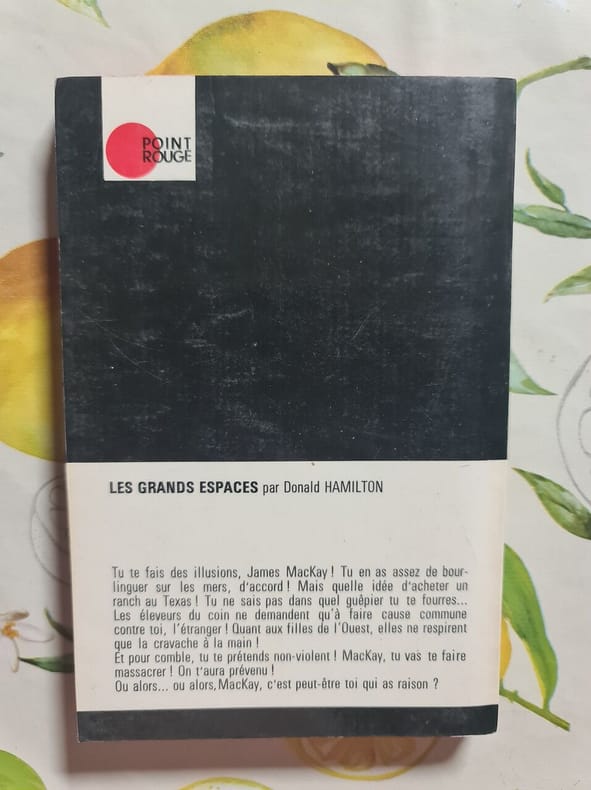 POINT
ROUGE
LES GRANDS ESPACES par Donald HAMILTON
Tu te fais des illusions, James MacKay ! Tu en as assez de bour-
linguer sur les mers, d'accord ! Mais quelle idée d'acheter un
ranch au Texas ! Tu ne sais pas dans quel guêpier tu te fourres...
Les éleveurs du coin ne demandent qu'à faire cause commune
contre toi, l'étranger ! Quant aux filles de l'Ouest, elles ne respirent
que la cravache à la main !
Et pour comble, tu te prétends non-violent ! MacKay, tu vas te faire
massacrer ! On t'aura prévenu !
Ou alors... ou alors, MacKay, c'est peut-être toi qui as raison ?